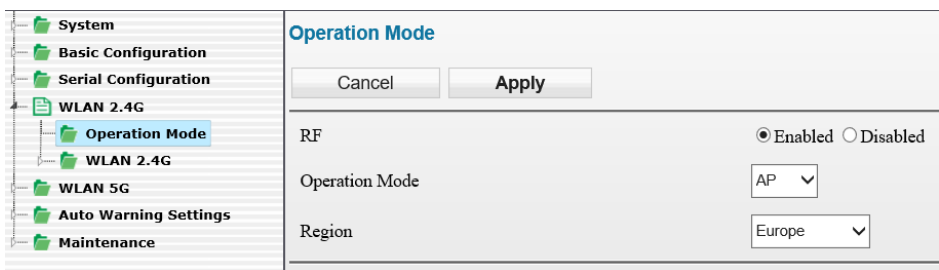 System
Basic Configuration
Serial Configuration
WLAN 2.4G
Operation Mode
WLAN 2.4G
WLAN 5G
Auto Warning Settings
Maintenance
Operation Mode
Cancel Apply
RF Enabled Disabled
Operation Mode AP
Region Europe